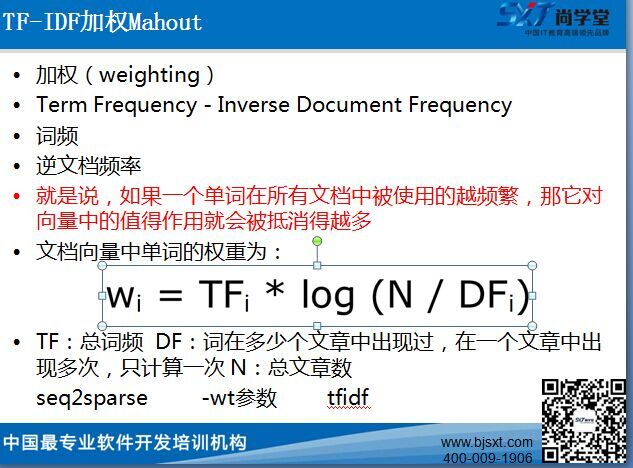 TF-IDF加权Mahout
SXT 尚学堂
中国IT教育高端领先品牌
• 加权（weighting）
• Term Frequency - Inverse Document Frequency
• 词频
• 逆文档频率
• 就是说，如果一个单词在所有文档中被使用的越频繁，那它对
向量中的值得作用就会被抵消得越多
• 文档向量中单词的权重为：
wᵢ = TFᵢ * log (N / DFᵢ)
• TF：总词频 DF：词在多少个文章中出现过，在一个文章中出
现多次，只计算一次 N：总文章数
seq2sparse -wt参数 tfidf
中国最专业软件开发培训机构
www.bjsxt.com
400-009-1906